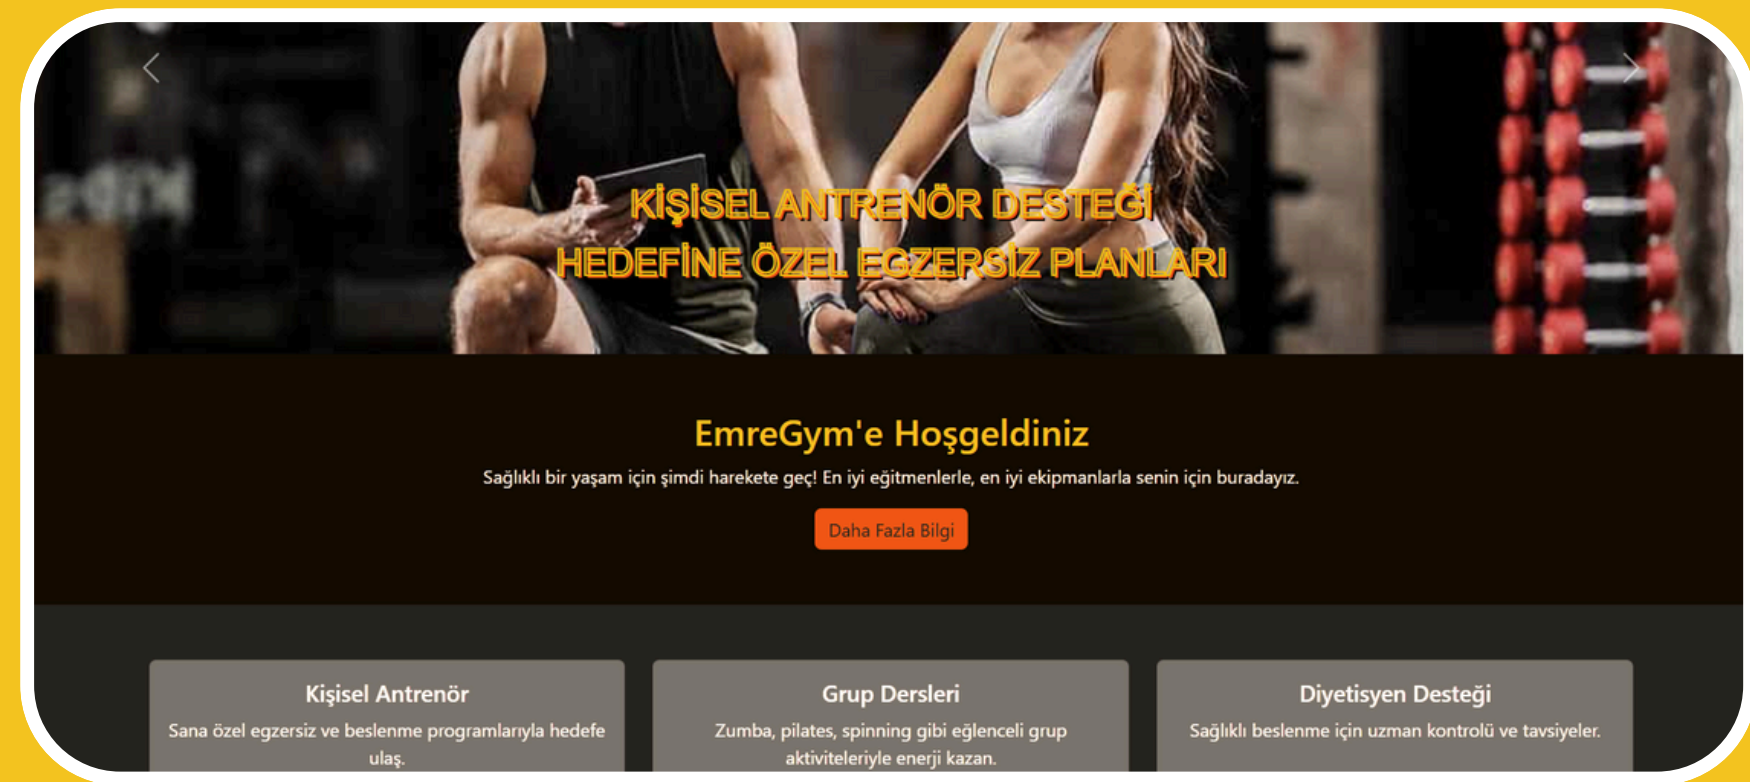 KİŞİSEL ANTRENÖR DESTEĞİ
HEDEFİNE ÖZEL EGZERSİZ PLANLARI
EmreGym'e Hoşgeldiniz
Sağlıklı bir yaşam için şimdi harekete geç! En iyi eğitmenlerle, en iyi ekipmanlarla senin için buradayız.
Daha Fazla Bilgi
Kişisel Antrenör
Sana özel egzersiz ve beslenme programlarıyla hedefe
ulaş.
Grup Dersleri
Zumba, pilates, spinning gibi eğlenceli grup
aktiviteleriyle enerji kazan.
Diyetisyen Desteği
Sağlıklı beslenme için uzman kontrolü ve tavsiyeler.